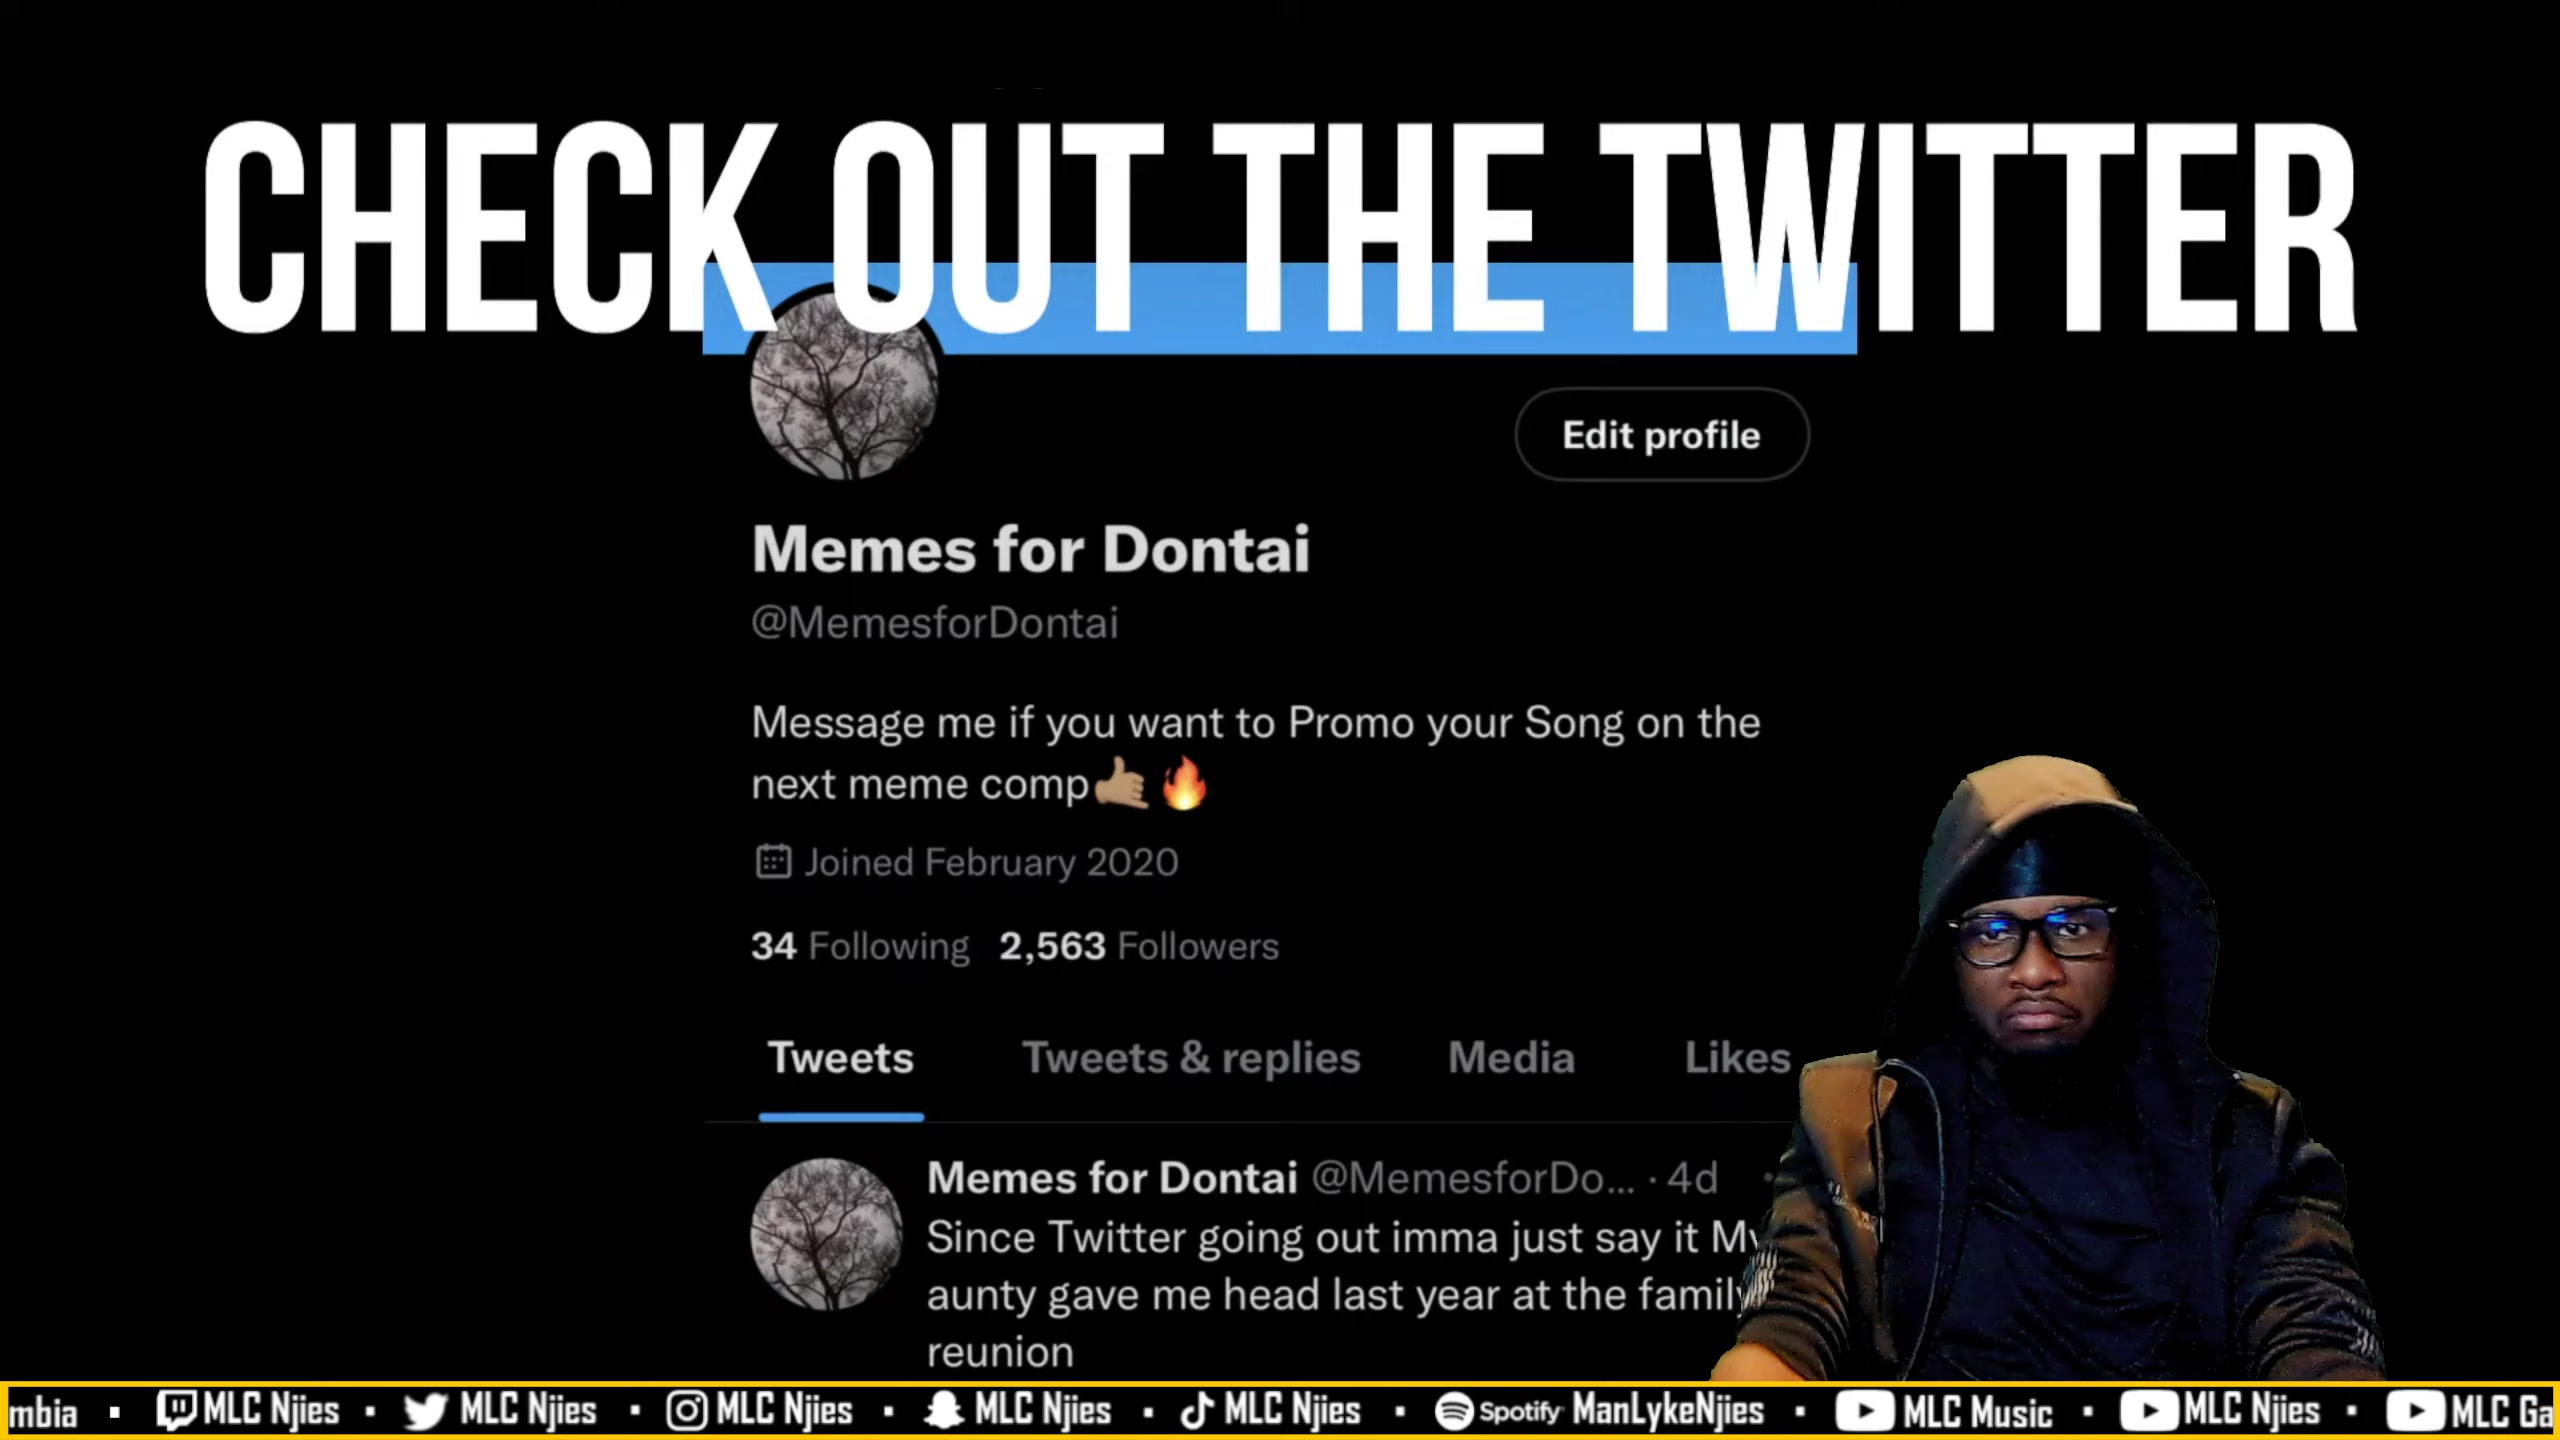 CHECK OUT THE TWITTER
Edit profile
Memes for Dontai
@MemesforDontai
Message me if you want to Promo your Song on the
next meme comp🤙🏼🔥
Joined February 2020
34 Following 2,563 Followers
Tweets Tweets & replies Media Likes
Memes for Dontai @MemesforDo... · 4d
Since Twitter going out imma just say it My
aunty gave me head last year at the family
reunion
mbia · MLC Njies · MLC Njies · MLC Njies · MLC Njies · MLC Njies · Spotify ManLykeNjies · MLC Music · MLC Njies · MLC Ga